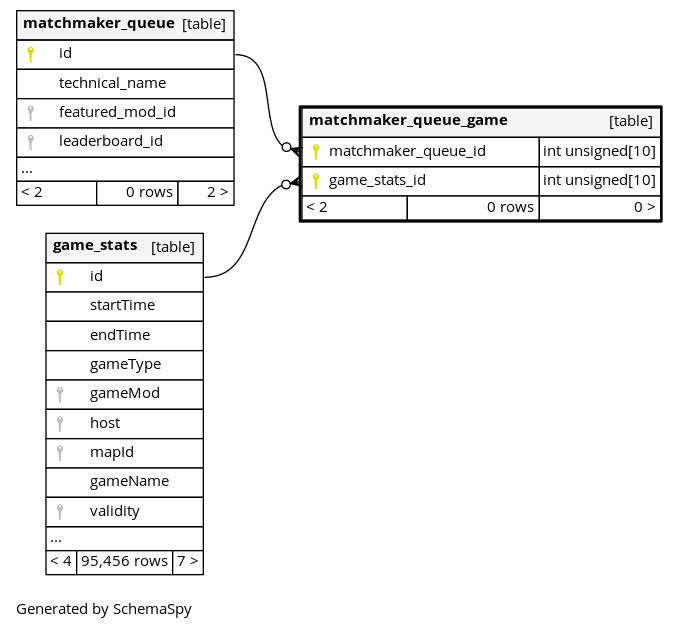 matchmaker_queue [table]
id
technical_name
featured_mod_id
leaderboard_id
...
< 2 0 rows 2 >
matchmaker_queue_game [table]
matchmaker_queue_id int unsigned[10]
game_stats_id int unsigned[10]
< 2 0 rows 0 >
game_stats [table]
id
startTime
endTime
gameType
gameMod
host
mapId
gameName
validity
...
< 4 95,456 rows 7 >
Generated by SchemaSpy